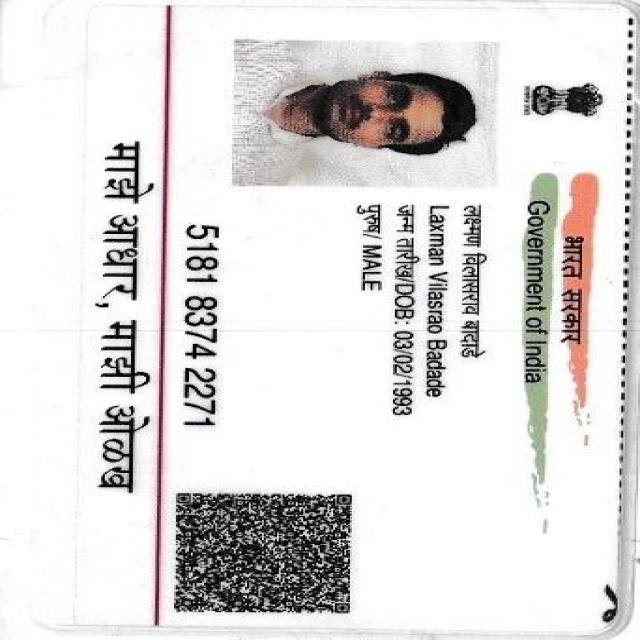 भारत सरकार
Government of India
लक्ष्मण विलासराव बादाडे
Laxman Vilasrao Badade
जन्म तारीख/DOB: 03/02/1993
पुरुष/ MALE
5181 8374 2271
माझे आधार, माझी ओळख